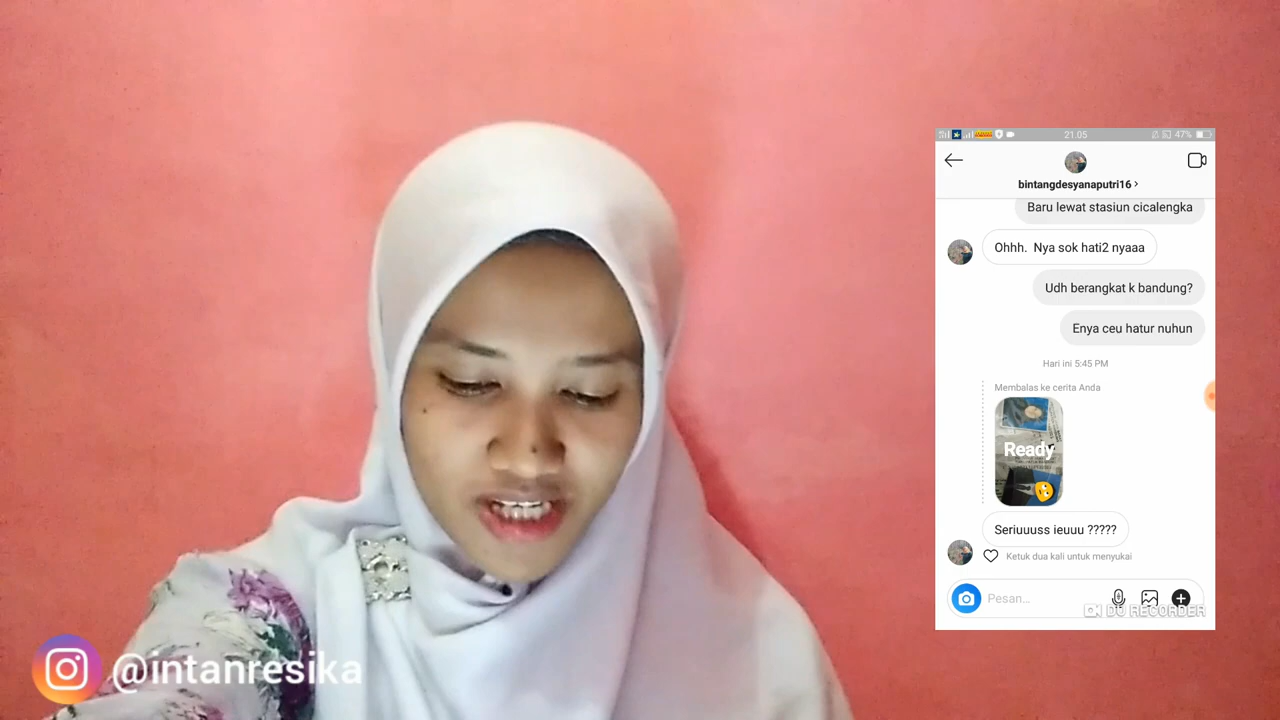 21.05
47%
bintangdesyanaputri16 >
Baru lewat stasiun cicalengka
Ohhh. Nya sok hati2 nyaaa
Udh berangkat k bandung?
Enya ceu hatur nuhun
Hari ini 5:45 PM
Membalas ke cerita Anda
Ready
Seriuuuss ieuuu ?????
Ketuk dua kali untuk menyukai
Pesan...
DU RECORDER
@intanresika